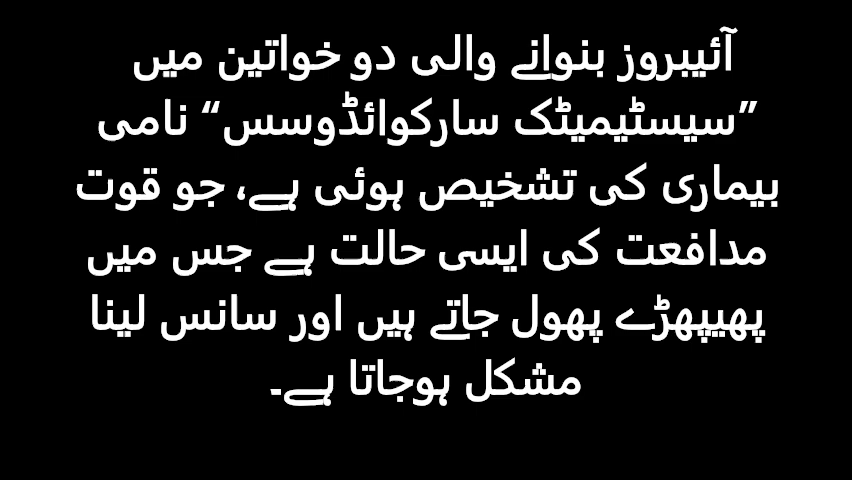 آئیبروز بنوانے والی دو خواتین میں
”سیسٹیمیٹک سارکوائڈوسس“ نامی
بیماری کی تشخیص ہوئی ہے، جو قوت
مدافعت کی ایسی حالت ہے جس میں
پھیپھڑے پھول جاتے ہیں اور سانس لینا
مشکل ہوجاتا ہے۔